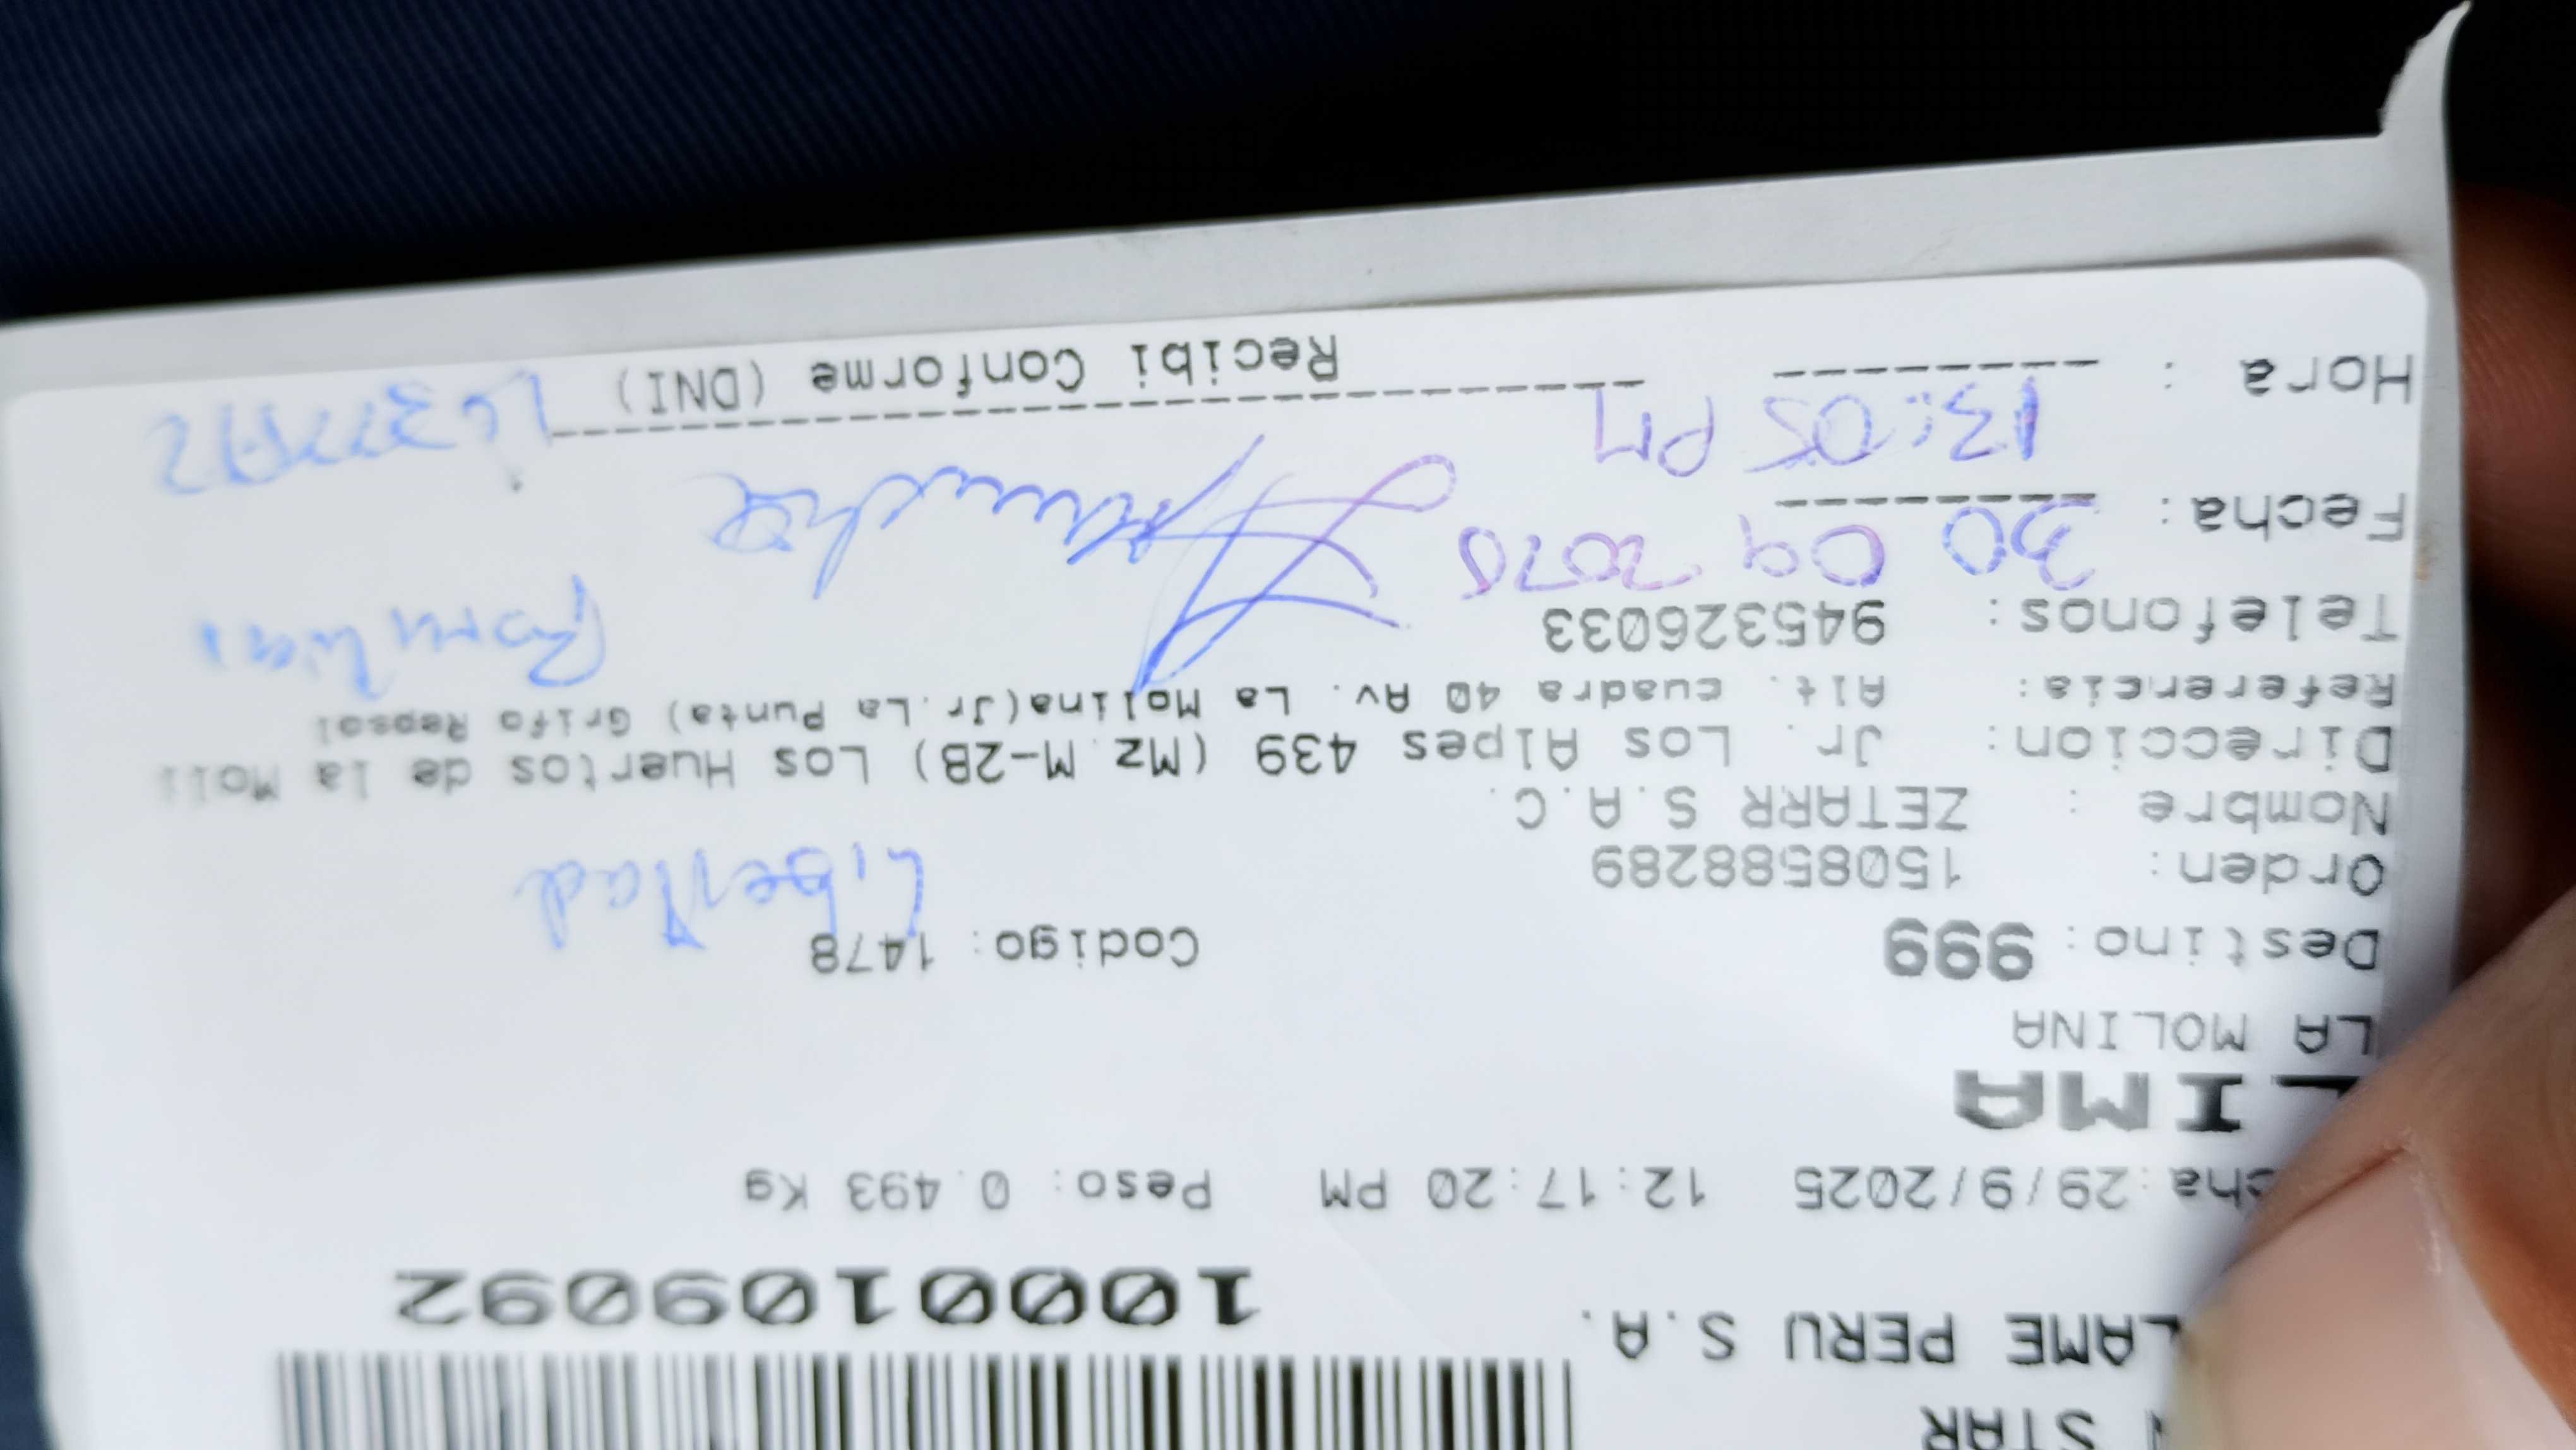 STAR
LAME PERU S.A.
1000109092
cha:29/9/2025 12:17:20 PM Peso: 0.493 Kg
LIMA
LA MOLINA
Destino: 999 Codigo: 1478
Libertad
Orden: 1508588289
Nombre : ZETARR S.A.C.
Direccion: Jr. Los Alpes 439 (Mz.M-2B) Los Huertos de la Moli
Referencia: Alt. cuadra 40 Av. La Molina(Jr.La Punta) Grifo Repsol
Telefonos: 945326033
Fecha: 30 09
Hora : 13:05 PM
Recibi Conforme (DNI)